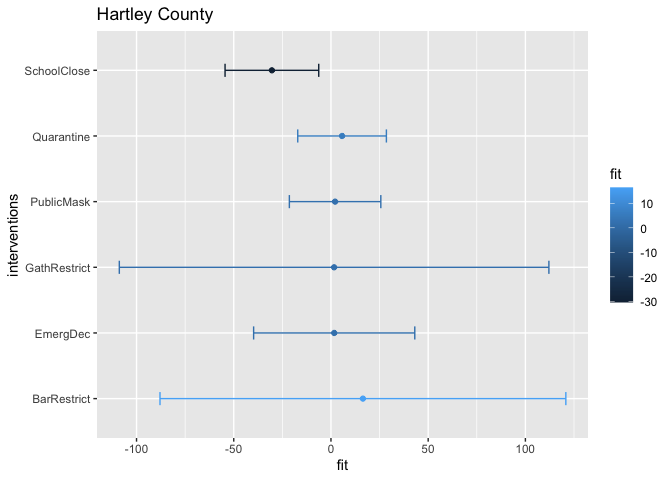 Hartley County
interventions
SchoolClose
Quarantine
PublicMask
GathRestrict
EmergDec
BarRestrict
-100
-50
0
50
100
fit
fit
10
0
-10
-20
-30